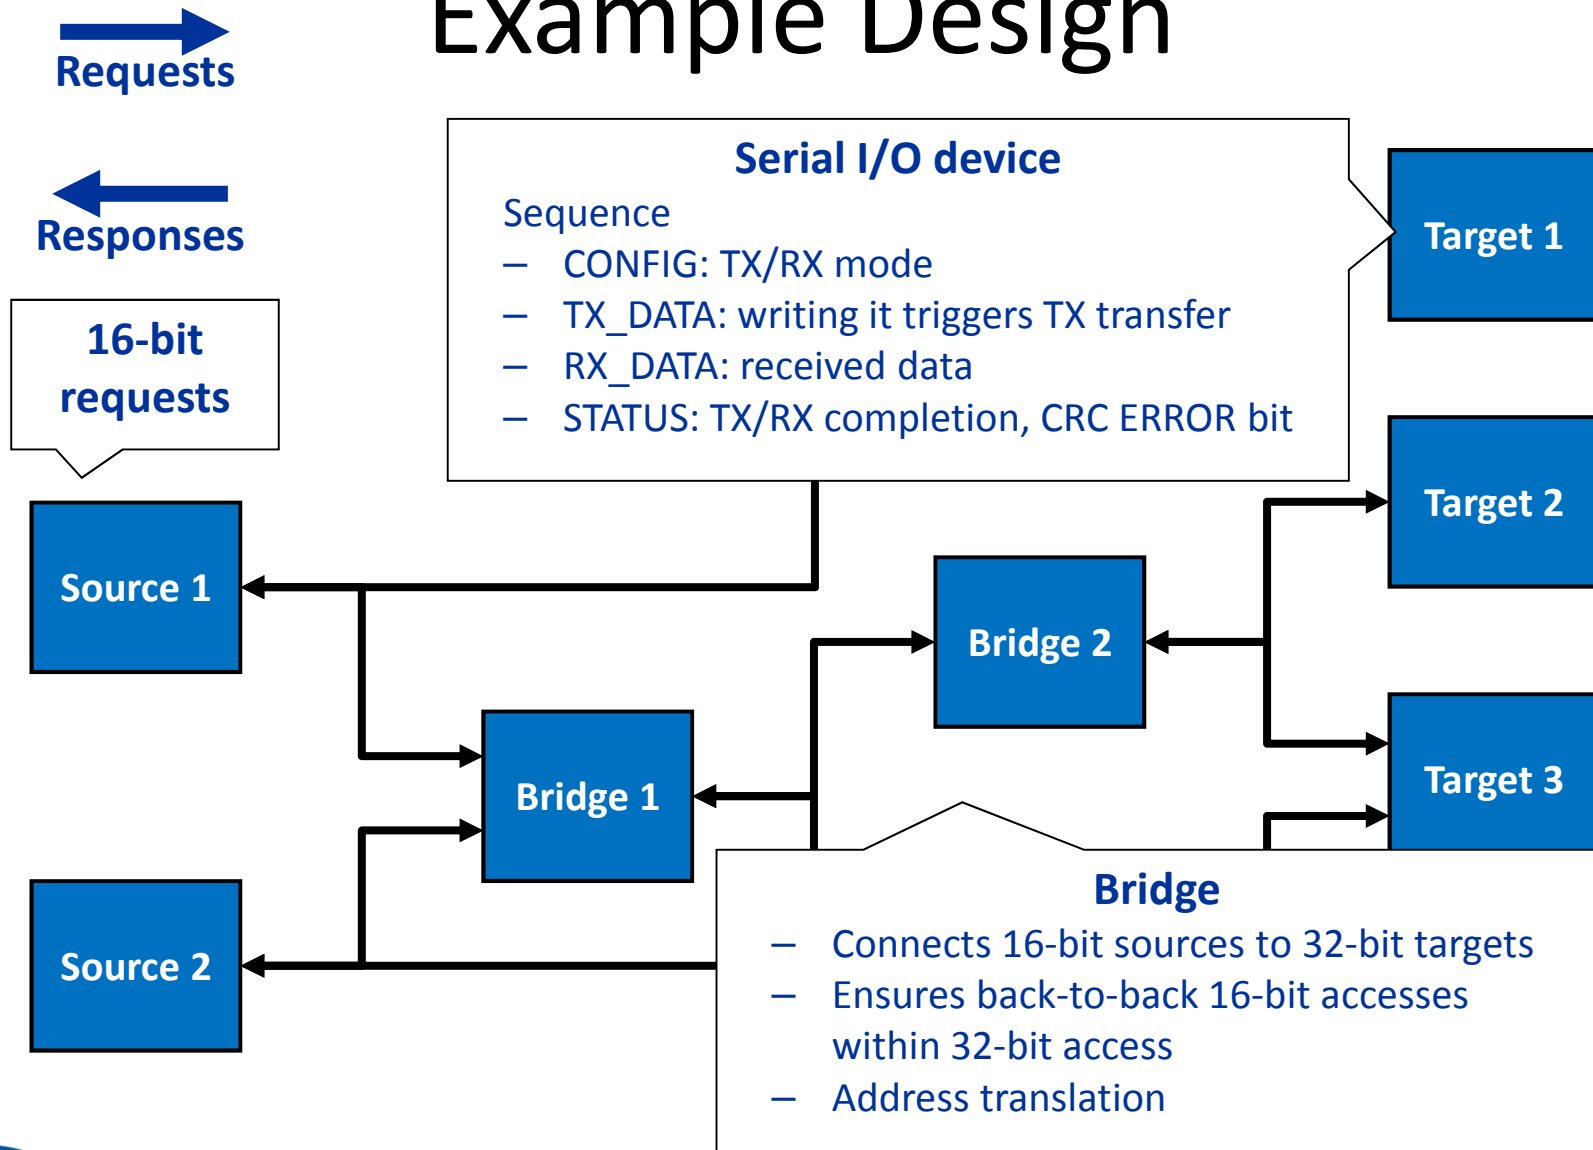 Example Design
Requests
Responses
16-bit
requests
Serial I/O device
Sequence
– CONFIG: TX/RX mode
– TX_DATA: writing it triggers TX transfer
– RX_DATA: received data
– STATUS: TX/RX completion, CRC ERROR bit
Target 1
Target 2
Source 1
Bridge 2
Target 3
Bridge 1
Source 2
Bridge
– Connects 16-bit sources to 32-bit targets
– Ensures back-to-back 16-bit accesses
within 32-bit access
– Address translation